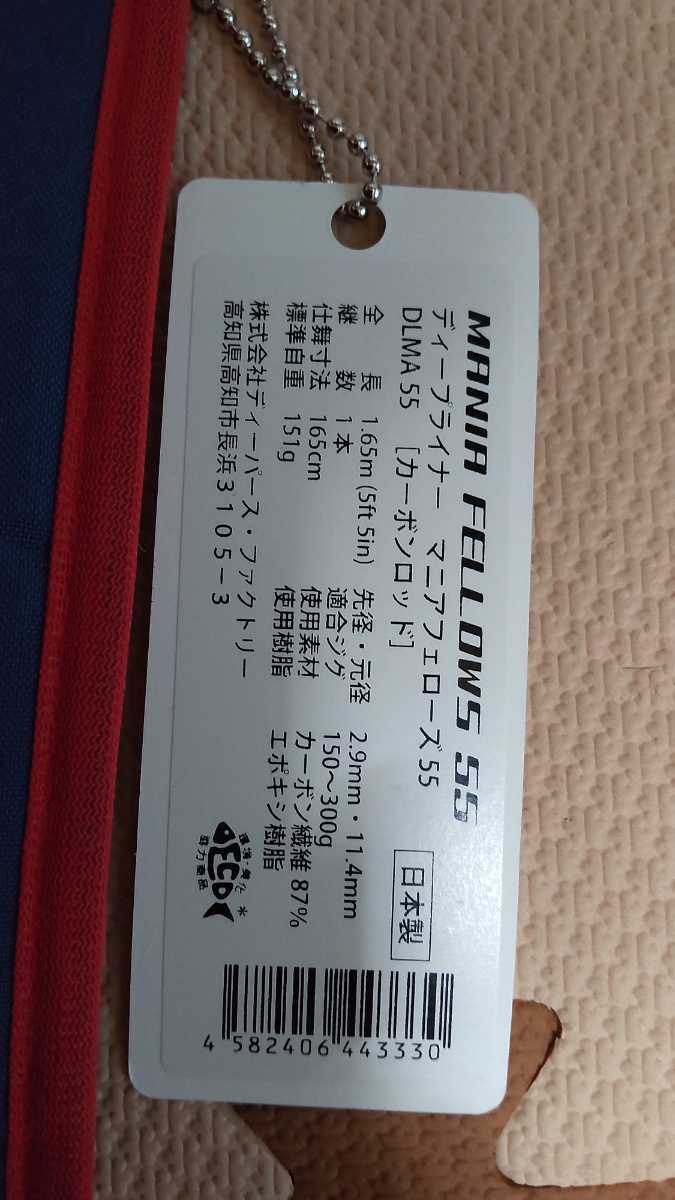 MANIA FELLOWS 55
ディープライナー マニアフェローズ55
DLMA 55 [カーボンロッド]
日本製
全長 1.65m (5ft 5in) 先径・元径 2.9mm・11.4mm
継数 1本 適合ジグ 150〜300g
仕舞寸法 165cm 使用素材 カーボン繊維 87%
標準自重 151g 使用樹脂 エポキシ樹脂
株式会社ディーパース・ファクトリー
高知県高知市長浜3105-3
ECO
協力商品
4 582406 443330